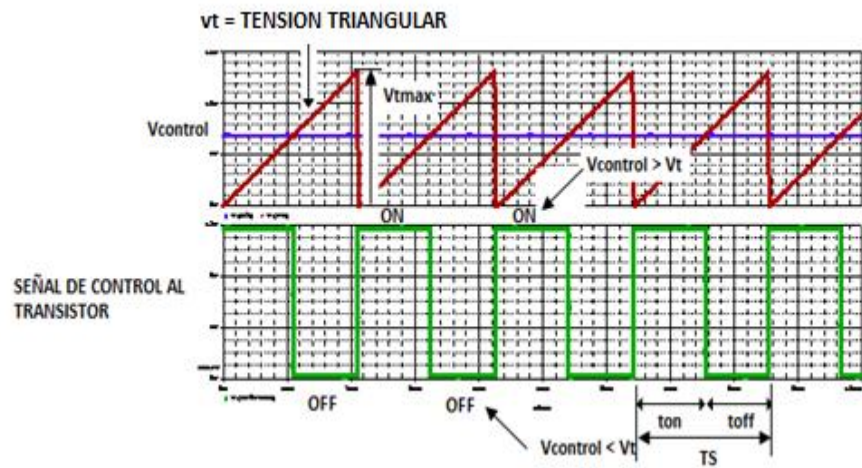 vt = TENSION TRIANGULAR
Vtmax
Vcontrol
Vcontrol > Vt
ON
ON
SEÑAL DE CONTROL AL
TRANSISTOR
OFF
OFF
ton
toff
Vcontrol < Vt
TS